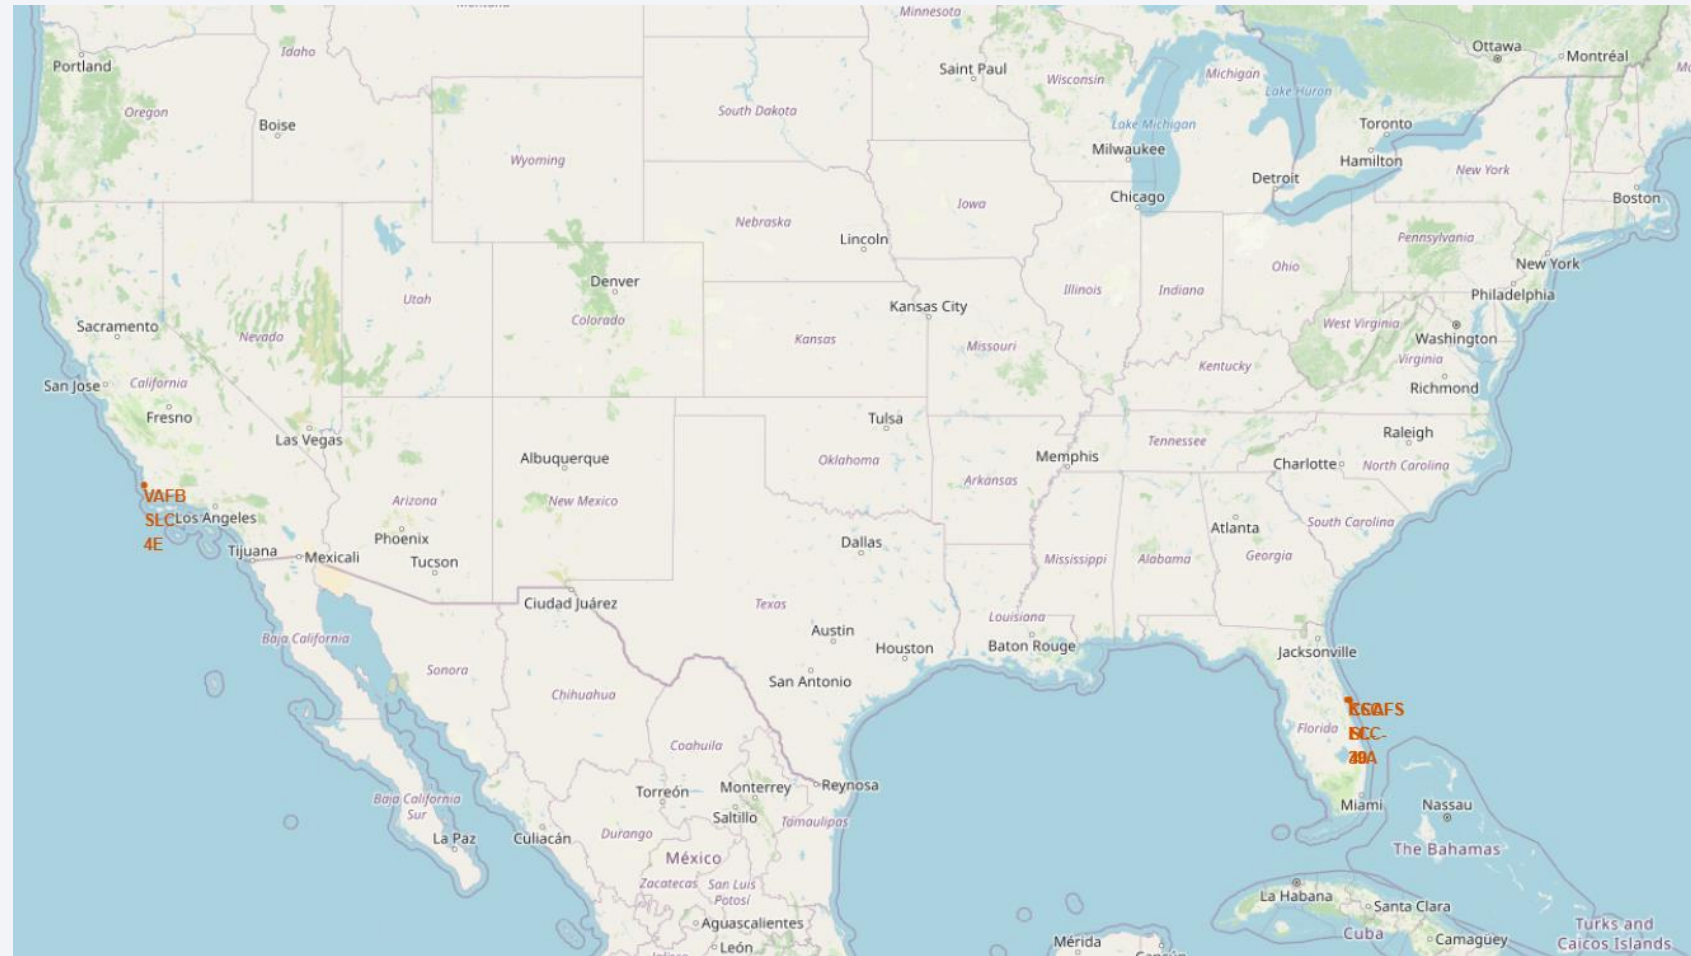 Montana
Minnesota
Ottawa
Montréal
Portland
Idaho
Saint Paul
Wisconsin
Michigan
Lake Huron
Oregon
Boise
South Dakota
Lake Michigan
Toronto
Milwaukee
Hamilton
Wyoming
New York
Detroit
Chicago
Boston
Iowa
Nebraska
Lincoln
Pennsylvania
New York
Ohio
Denver
Illinois
Indiana
Philadelphia
Utah
Kansas City
Colorado
Sacramento
West Virginia
Nevada
Kansas
Missouri
Washington
Virginia
Kentucky
San Jose
California
Richmond
Fresno
Tulsa
Las Vegas
Raleigh
Tennessee
Albuquerque
Oklahoma
Memphis
Charlotte
North Carolina
Arkansas
VAFB
Arizona
New Mexico
SLC-
Los Angeles
South Carolina
Atlanta
4E
Phoenix
Dallas
Tijuana
Mexicali
Tucson
Mississippi
Alabama
Georgia
Ciudad Juárez
Texas
Louisiana
Austin
Baja California
Houston
Baton Rouge
Jacksonville
Sonora
San Antonio
Chihuahua
Florida
Coahuila
Torreón
Monterrey
Reynosa
Baja California
Sur
Miami
Nassau
Saltillo
Tamaulipas
La Paz
Culiacán
Durango
The Bahamas
México
Zacatecas
San Luis
Potosí
La Habana
Santa Clara
Aguascalientes
Turks and
Caicos Islands
Cuba
Camagüey
León
Mérida
Cancún